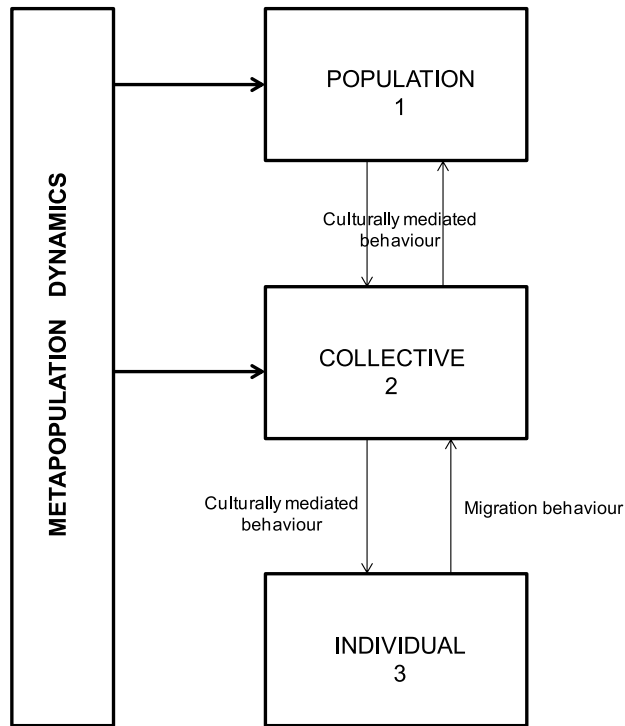 METAPOPULATION DYNAMICS
POPULATION
1
Culturally mediated
behaviour
COLLECTIVE
2
Culturally mediated
behaviour
Migration behaviour
INDIVIDUAL
3